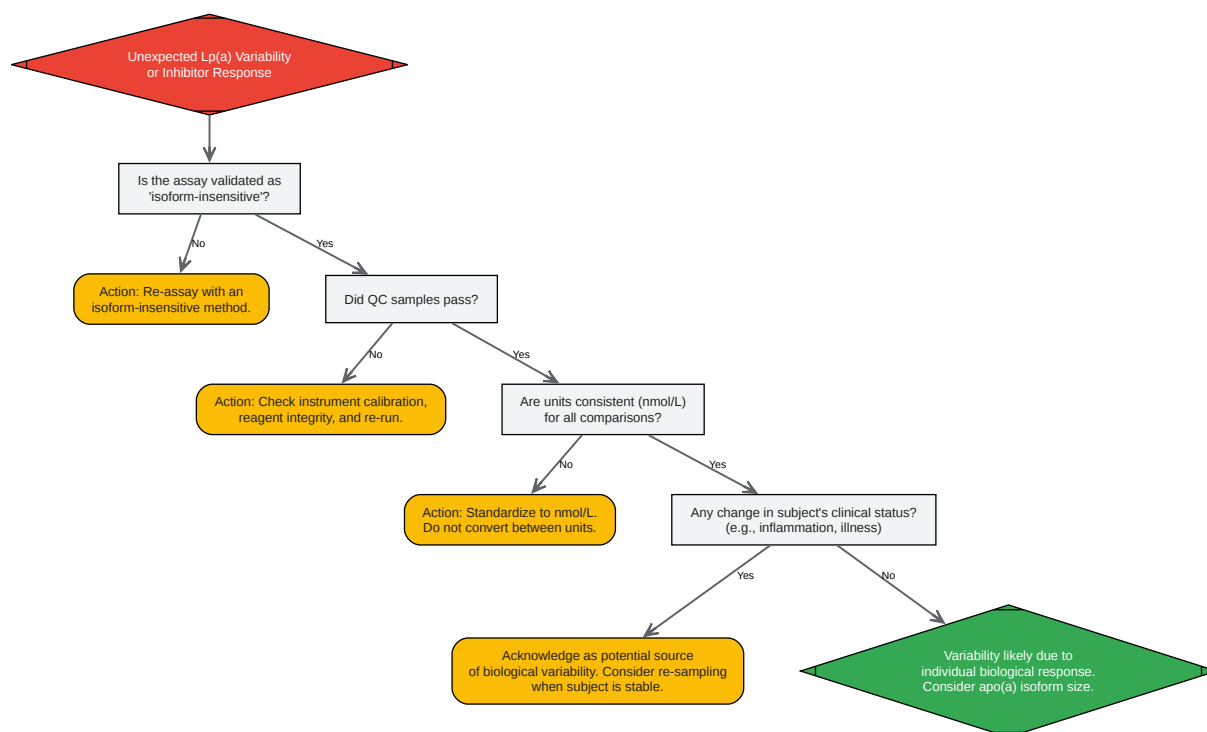 Unexpected Lp(a) Variability
or Inhibitor Response
Is the assay validated as
'isoform-insensitive'?
No
Yes
Action: Re-assay with an
isoform-insensitive method.
Did QC samples pass?
No
Yes
Action: Check instrument calibration,
reagent integrity, and re-run.
Are units consistent (nmol/L)
for all comparisons?
No
Yes
Action: Standardize to nmol/L.
Do not convert between units.
Any change in subject's clinical status?
(e.g., inflammation, illness)
Yes
No
Acknowledge as potential source
of biological variability. Consider re-sampling
when subject is stable.
Variability likely due to
individual biological response.
Consider apo(a) isoform size.